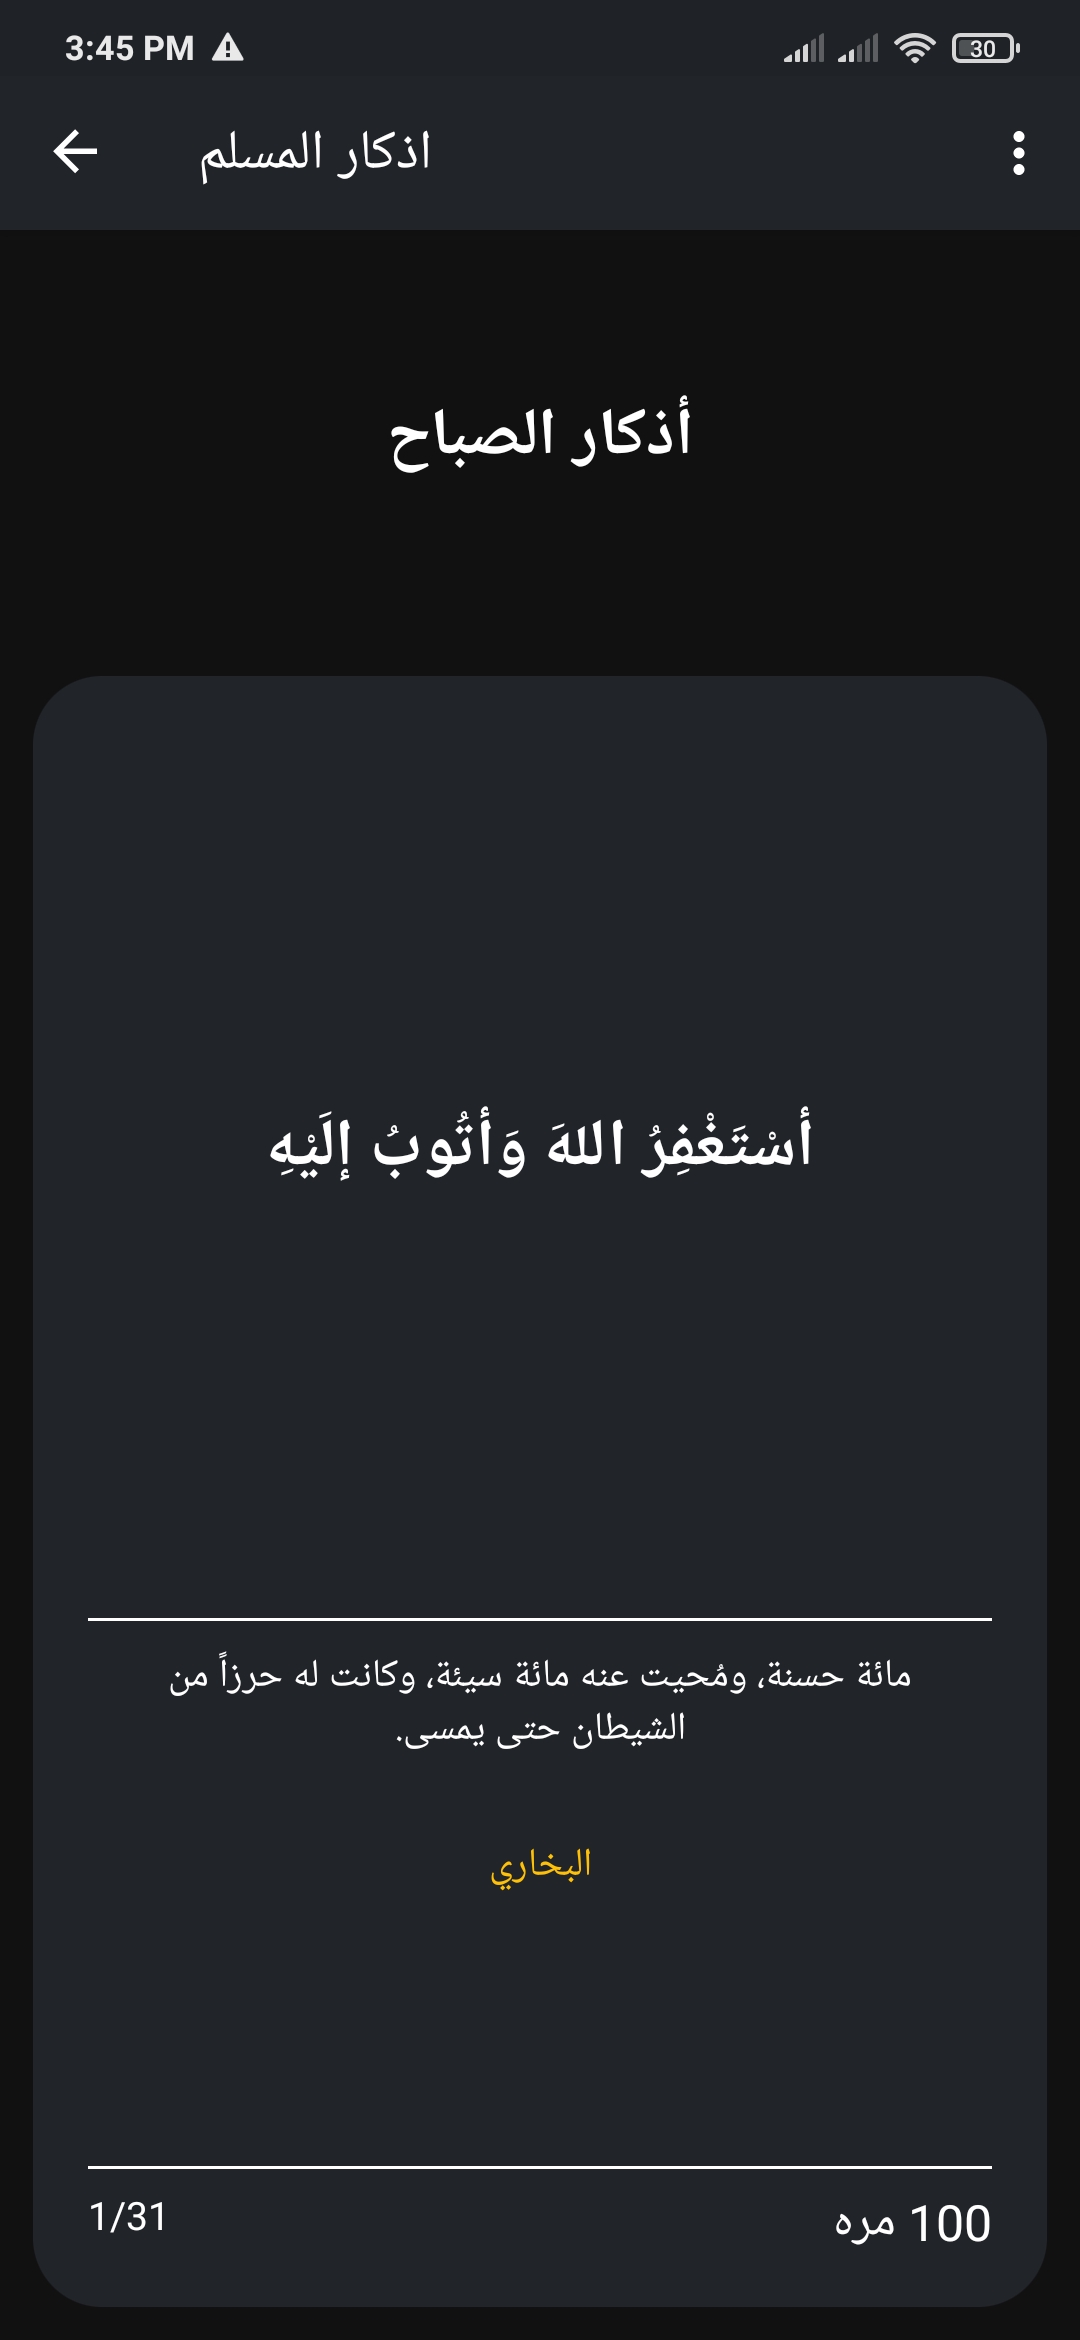 3:45 PM
30
اذكار المسلم
أذكار الصباح
أسْتَغْفِرُ اللهَ وَأتُوبُ إلَيْهِ
مائة حسنة، ومُحيت عنه مائة سيئة، وكانت له حرزاً من
الشيطان حتى يمسى.
البخاري
100 مره
1/31